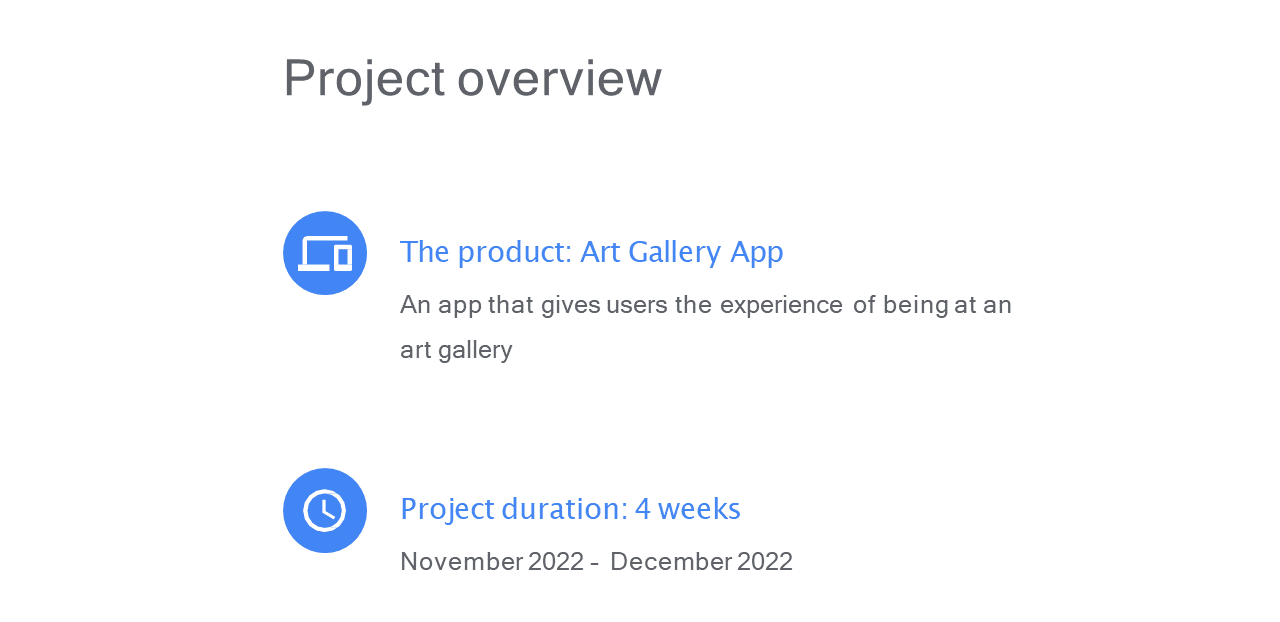 Project overview
The product: Art Gallery App
An app that gives users the experience of being at an
art gallery
Project duration: 4 weeks
November 2022 - December 2022